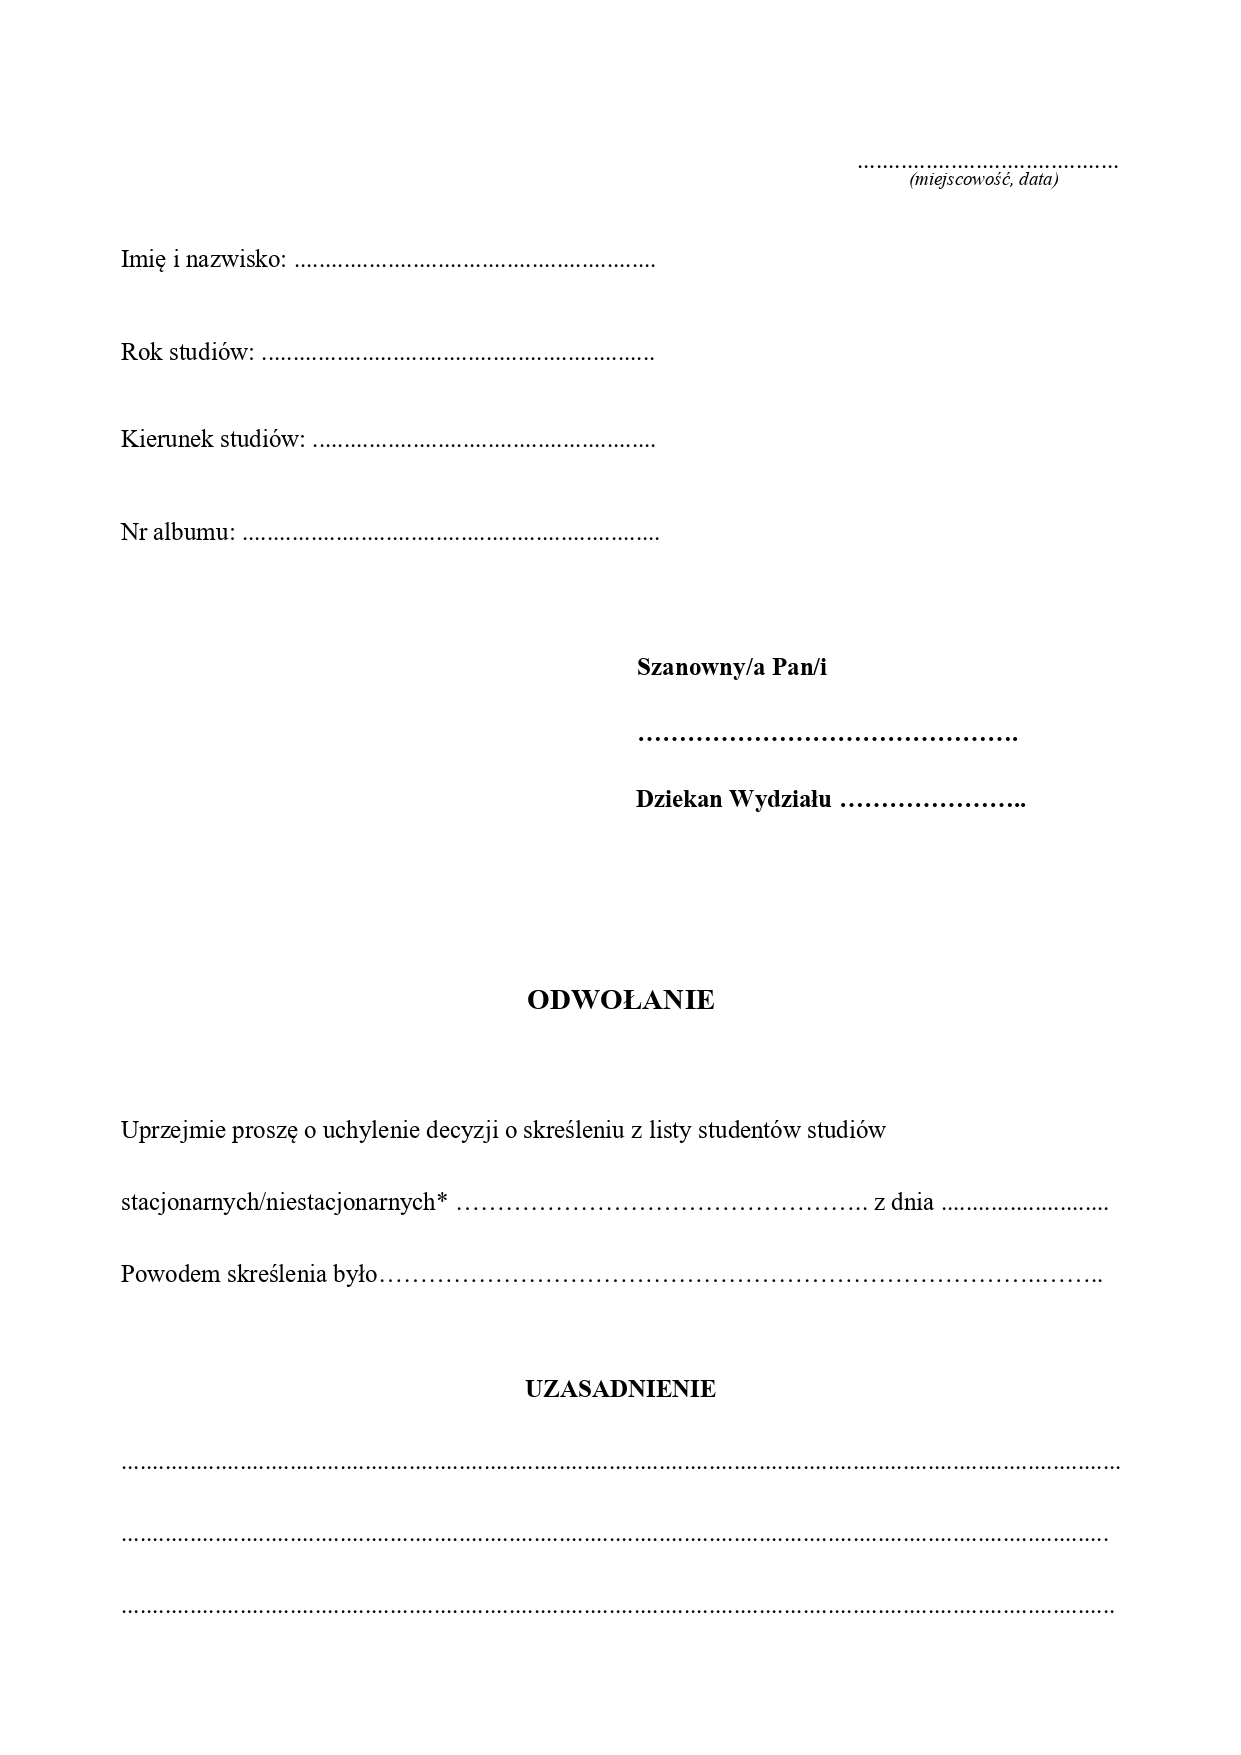 ..........................................
(miejscowość, data)
Imię i nazwisko: ..........................................................
Rok studiów: ...............................................................
Kierunek studiów: .......................................................
Nr albumu: ...................................................................
Szanowny/a Pan/i
……………………………………….
Dziekan Wydziału …………………..
ODWOŁANIE
Uprzejmie proszę o uchylenie decyzji o skreśleniu z listy studentów studiów
stacjonarnych/niestacjonarnych* ………………………………………….. z dnia ...........................
Powodem skreślenia było…………………………………………………………………….……..
UZASADNIENIE
................................................................................................................................................................
..............................................................................................................................................................
...............................................................................................................................................................